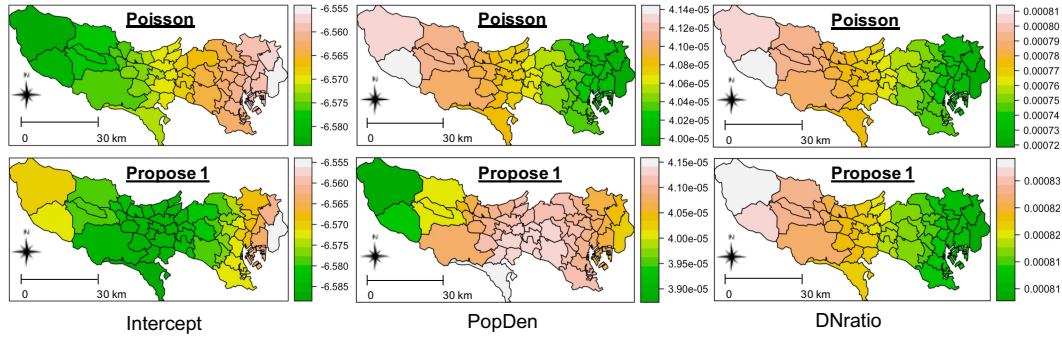 Poisson
N
0
30 km
-6.555
-6.560
-6.565
-6.570
-6.575
-6.580
Poisson
N
0
30 km
4.14e-05
4.12e-05
4.10e-05
4.08e-05
4.06e-05
4.04e-05
4.02e-05
4.00e-05
Poisson
N
0
30 km
0.00081
0.00080
0.00079
0.00078
0.00077
0.00076
0.00075
0.00074
0.00073
0.00072
Propose 1
N
0
30 km
-6.555
-6.560
-6.565
-6.570
-6.575
-6.580
-6.585
Propose 1
N
0
30 km
4.15e-05
4.10e-05
4.05e-05
4.00e-05
3.95e-05
3.90e-05
Propose 1
N
0
30 km
0.00083
0.00082
0.00082
0.00081
0.00081
Intercept
PopDen
DNratio